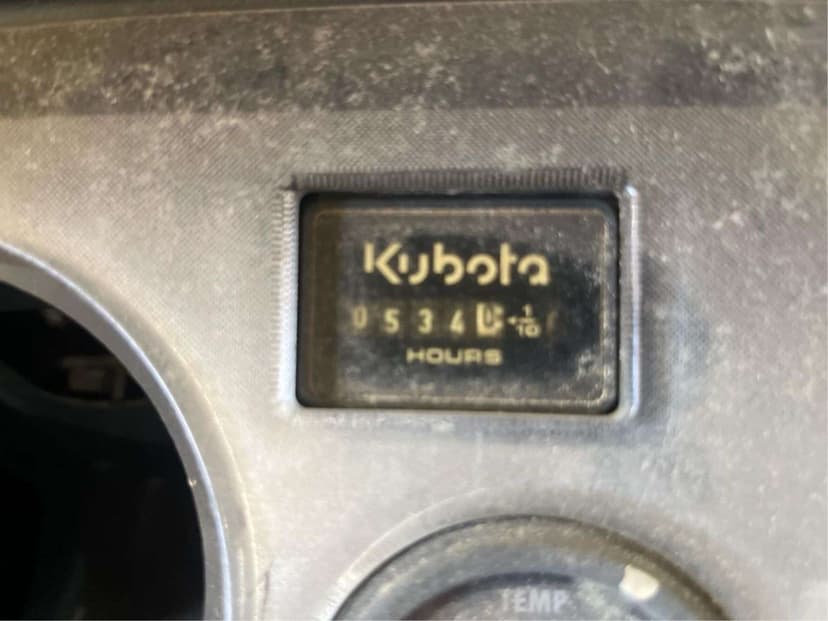 Kubota
0534 1/10
HOURS
TEMP